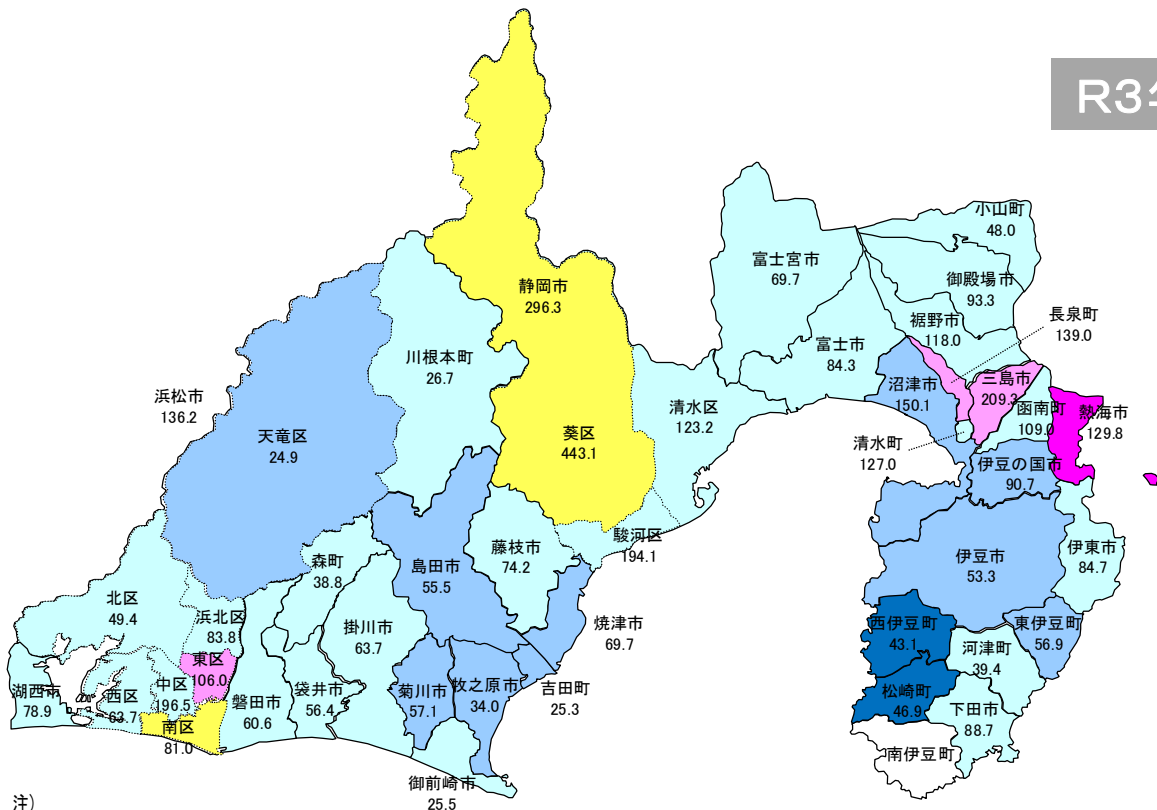 R3年
小山町
48.0
富士宮市
69.7
御殿場市
93.3
静岡市
296.3
裾野市
118.0
長泉町
139.0
富士市
84.3
川根本町
26.7
沼津市
150.1
三島市
209.3
浜松市
136.2
清水区
123.2
函南町
109.0
熱海市
129.8
天竜区
24.9
葵区
443.1
清水町
127.0
伊豆の国市
90.7
駿河区
194.1
藤枝市
74.2
森町
38.8
島田市
55.5
伊豆市
53.3
伊東市
84.7
北区
49.4
浜北区
83.8
焼津市
69.7
掛川市
63.7
西伊豆町
43.1
東伊豆町
56.9
河津町
39.4
東区
106.0
湖西市
78.9
西区
63.7
中区
196.5
磐田市
60.6
袋井市
56.4
菊川市
57.1
牧之原市
34.0
吉田町
25.3
松崎町
46.9
下田市
88.7
南区
81.0
南伊豆町
御前崎市
25.5
注)